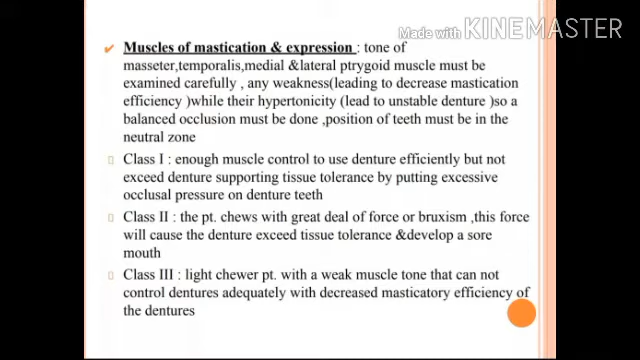 Made with KINEMASTER
✓ Muscles of mastication & expression : tone of
masseter,temporalis,medial &lateral ptrygoid muscle must be
examined carefully , any weakness(leading to decrease mastication
efficiency )while their hypertonicity (lead to unstable denture )so a
balanced occlusion must be done ,position of teeth must be in the
neutral zone
Class I : enough muscle control to use denture efficiently but not
exceed denture supporting tissue tolerance by putting excessive
occlusal pressure on denture teeth
Class II : the pt. chews with great deal of force or bruxism ,this force
will cause the denture exceed tissue tolerance &develop a sore
mouth
Class III : light chewer pt. with a weak muscle tone that can not
control dentures adequately with decreased masticatory efficiency of
the dentures